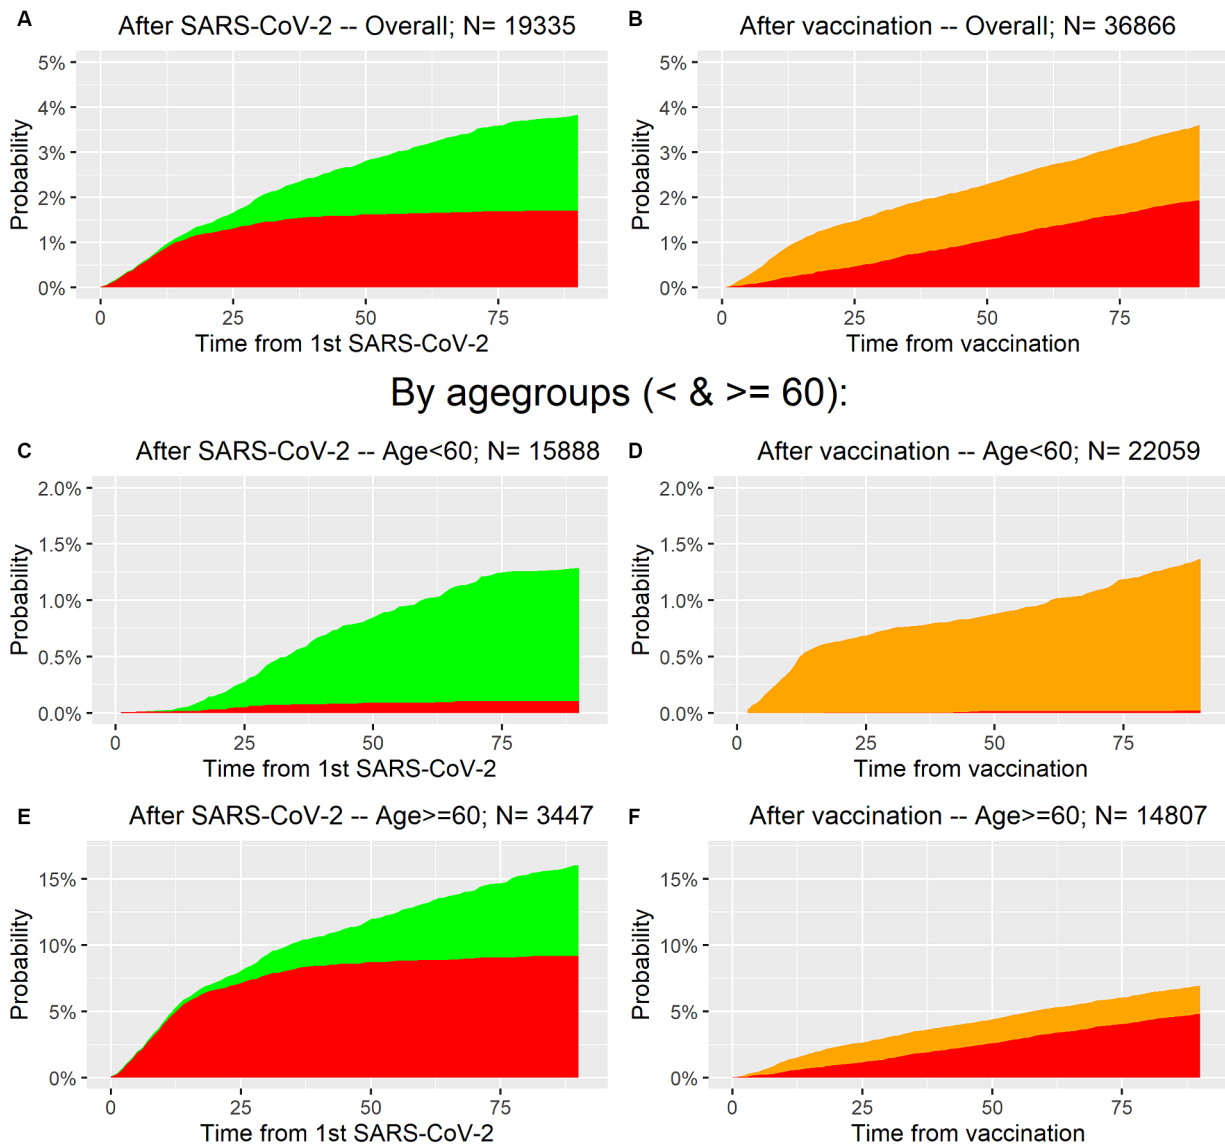 A
After SARS-CoV-2 -- Overall; N= 19335
Probability
5%
4%
3%
2%
1%
0%
0 25 50 75
Time from 1st SARS-CoV-2
B
After vaccination -- Overall; N= 36866
Probability
5%
4%
3%
2%
1%
0%
0 25 50 75
Time from vaccination
By agegroups (< & >= 60):
C
After SARS-CoV-2 -- Age<60; N= 15888
Probability
2.0%
1.5%
1.0%
0.5%
0.0%
0 25 50 75
Time from 1st SARS-CoV-2
D
After vaccination -- Age<60; N= 22059
Probability
2.0%
1.5%
1.0%
0.5%
0.0%
0 25 50 75
Time from vaccination
E
After SARS-CoV-2 -- Age>=60; N= 3447
Probability
15%
10%
5%
0%
0 25 50 75
Time from 1st SARS-CoV-2
F
After vaccination -- Age>=60; N= 14807
Probability
15%
10%
5%
0%
0 25 50 75
Time from vaccination